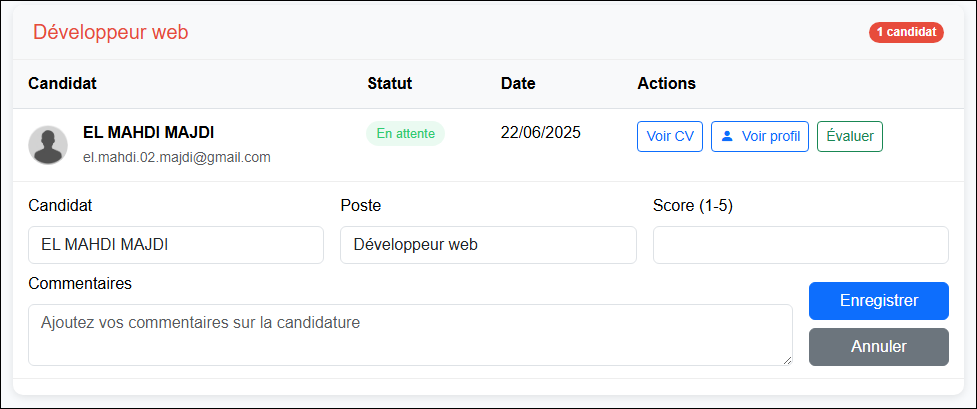 Développeur web
1 candidat
Candidat Statut Date Actions
EL MAHDI MAJDI En attente 22/06/2025 Voir CV Voir profil Évaluer
el.mahdi.02.majdi@gmail.com
Candidat Poste Score (1-5)
EL MAHDI MAJDI Développeur web
Commentaires
Enregistrer
Ajoutez vos commentaires sur la candidature
Annuler